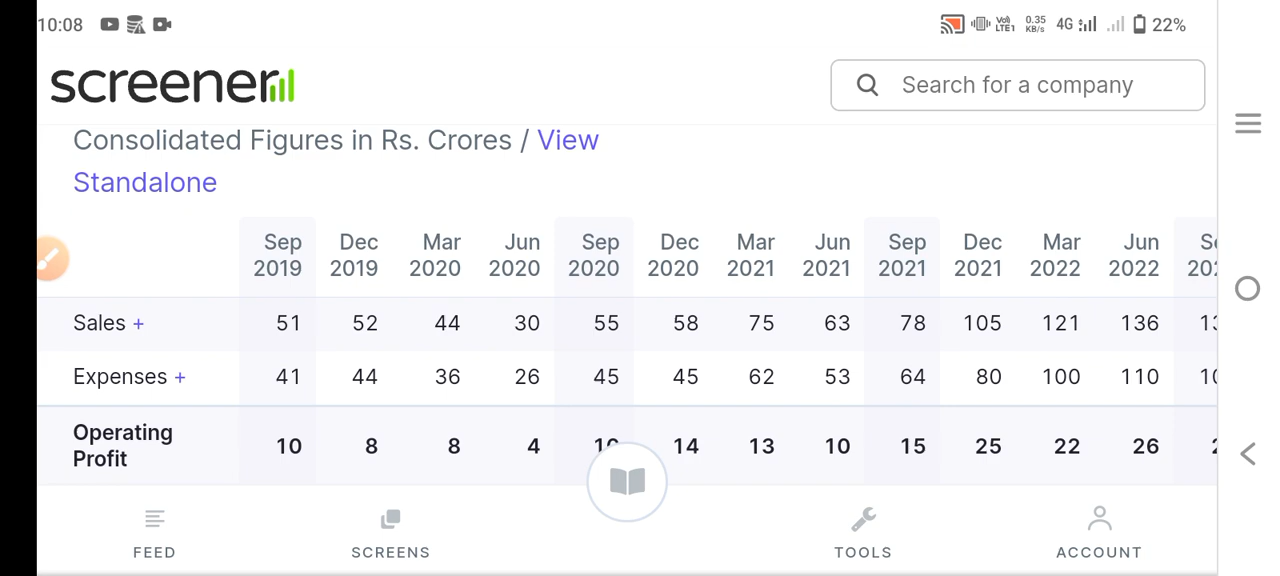 10:08 Vo) LTE1 0.35 KB/s 4G 22%
screener Search for a company
Consolidated Figures in Rs. Crores / View
Standalone
Sep 2019 Dec 2019 Mar 2020 Jun 2020 Sep 2020 Dec 2020 Mar 2021 Jun 2021 Sep 2021 Dec 2021 Mar 2022 Jun 2022
Sales + 51 52 44 30 55 58 75 63 78 105 121 136
Expenses + 41 44 36 26 45 45 62 53 64 80 100 110
Operating Profit 10 8 8 4 10 14 13 10 15 25 22 26
FEED SCREENS TOOLS ACCOUNT